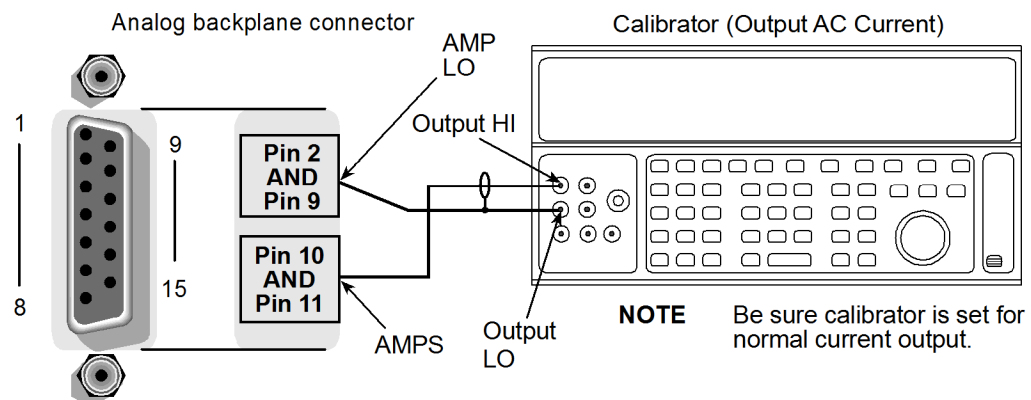 Analog backplane connector
Calibrator (Output AC Current)
AMP
LO
Output HI
1
9
8
15
Pin 2
AND
Pin 9
Pin 10
AND
Pin 11
AMPS
Output
LO
NOTE Be sure calibrator is set for
normal current output.